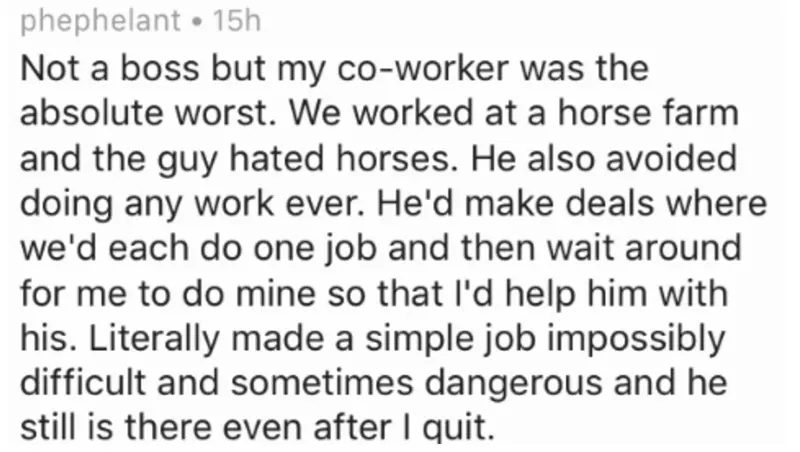 phephelant • 15h
Not a boss but my co-worker was the
absolute worst. We worked at a horse farm
and the guy hated horses. He also avoided
doing any work ever. He'd make deals where
we'd each do one job and then wait around
for me to do mine so that I'd help him with
his. Literally made a simple job impossibly
difficult and sometimes dangerous and he
still is there even after I quit.